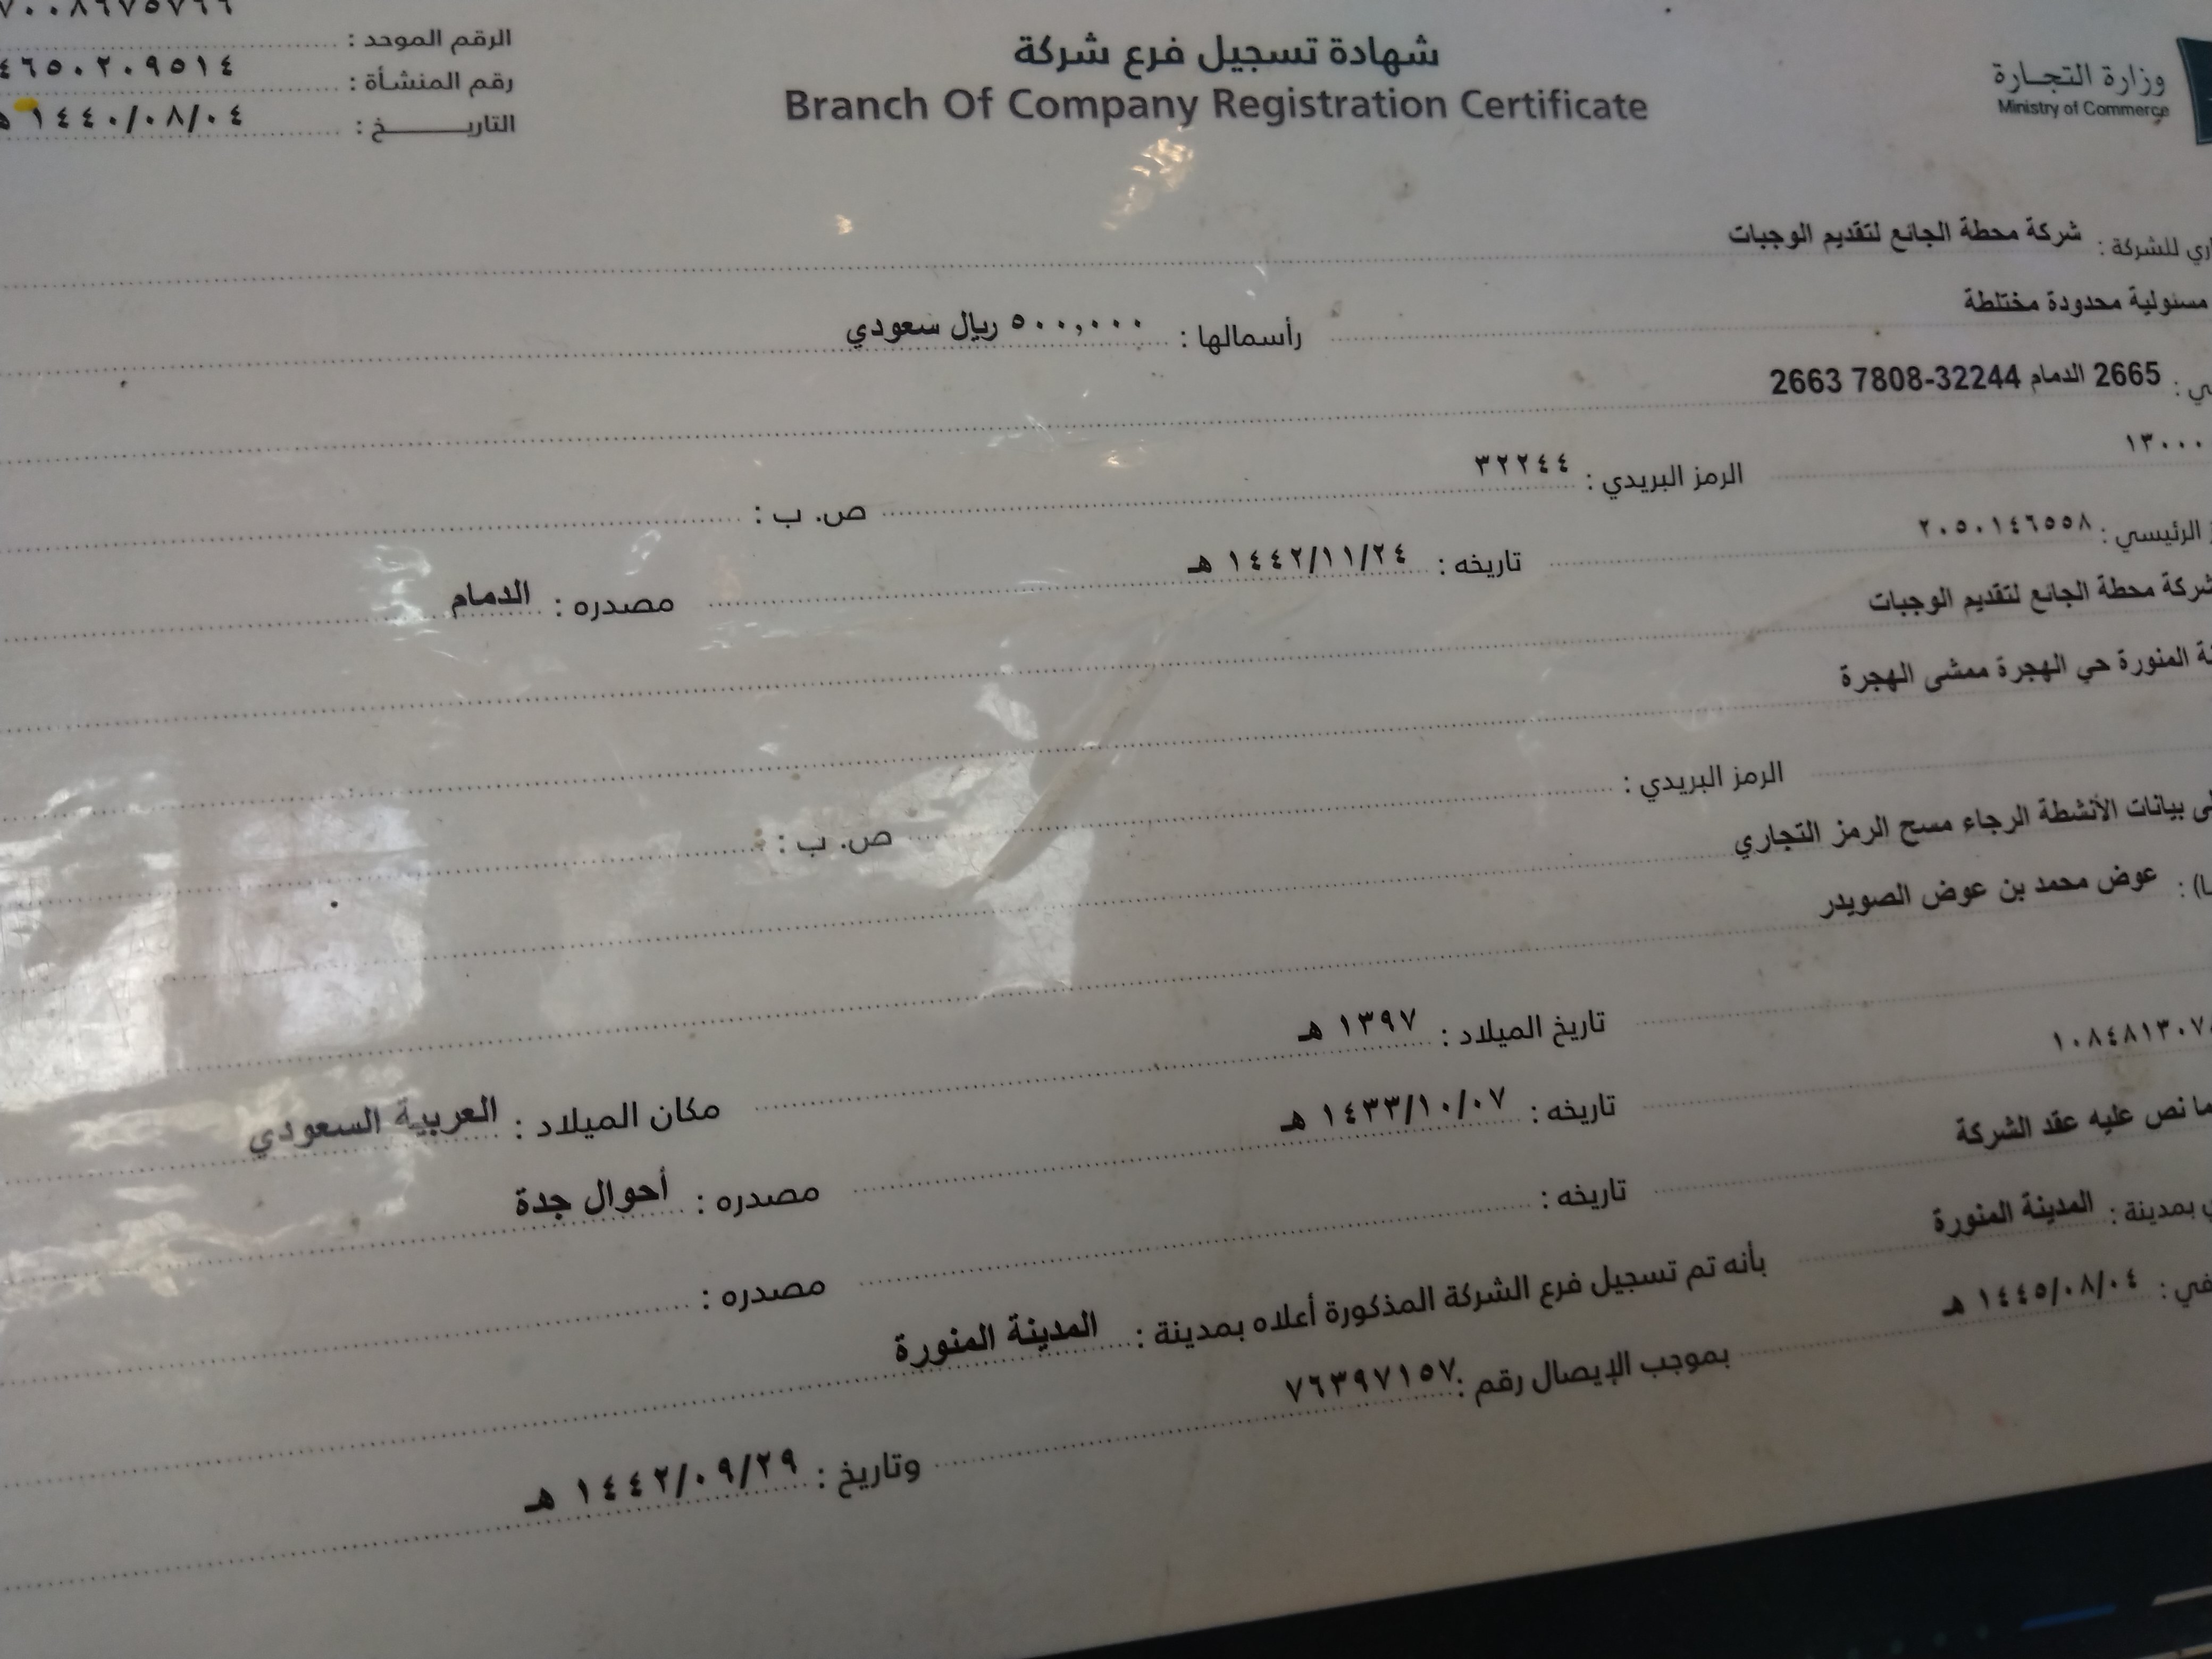 وزارة التجارة
Ministry of Commerce
شهادة تسجيل فرع شركة
Branch Of Company Registration Certificate
الرقم الموحد :
رقم المنشأة : ٤٦٥٠٢٠٩٥١٤
التاريـــــخ : ١٤٤٠/٠٨/٠٤ هـ
للشركة : شركة محطة الجائع لتقديم الوجبات
مسئولية محدودة مختلطة رأسمالها : ٥٠٠,٠٠٠ ريال سعودي
2665 الدمام 32244-7808 2663
١٣٠٠٠ الرمز البريدي : ٣٢٢٤٤ ص. ب :
الرئيسي : ٢٠٥٠١٤٦٥٥٨ تاريخه : ١٤٤٢/١١/٢٤ هـ مصدره : الدمام
شركة محطة الجائع لتقديم الوجبات
المنورة حي الهجرة ممشى الهجرة
الرمز البريدي : ص. ب :
بيانات الأنشطة الرجاء مسح الرمز التجاري
عوض محمد بن عوض الصويدر
تاريخ الميلاد : ١٣٩٧ هـ مكان الميلاد : العربية السعودي
تاريخه : ١٤٣٣/١٠/٠٧ هـ مصدره : أحوال جدة
ما نص عليه عقد الشركة تاريخه : مصدره :
بمدينة : المدينة المنورة بأنه تم تسجيل فرع الشركة المذكورة أعلاه بمدينة : المدينة المنورة
في : ١٤٤٥/٠٨/٠٤ هـ بموجب الإيصال رقم : ٧٦٣٩٧١٥٧ وتاريخ : ١٤٤٢/٠٩/٢٩ هـ